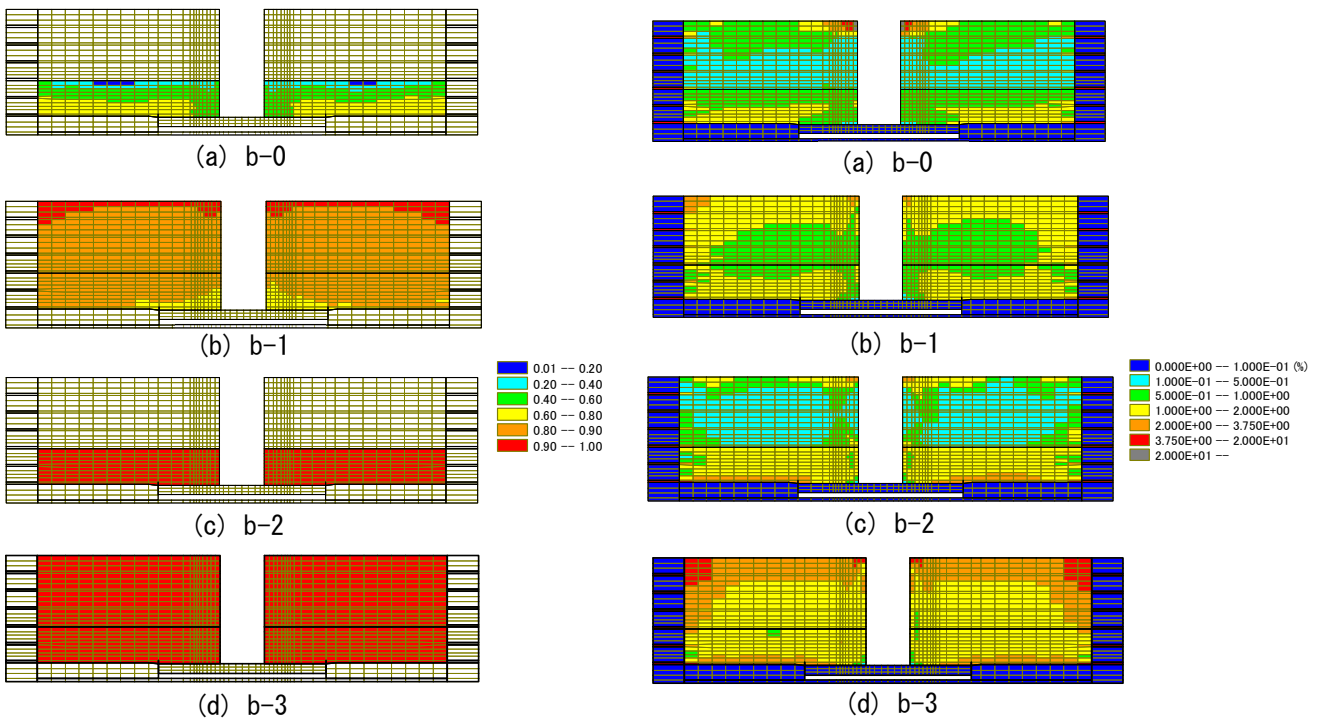 (a) b-0
(b) b-1
(c) b-2
(d) b-3
0.01 -- 0.20
0.20 -- 0.40
0.40 -- 0.60
0.60 -- 0.80
0.80 -- 0.90
0.90 -- 1.00
(a) b-0
(b) b-1
(c) b-2
(d) b-3
0.000E+00 -- 1.000E-01 (%)
1.000E-01 -- 5.000E-01
5.000E-01 -- 1.000E+00
1.000E+00 -- 2.000E+00
2.000E+00 -- 3.750E+00
3.750E+00 -- 2.000E+01
2.000E+01 --